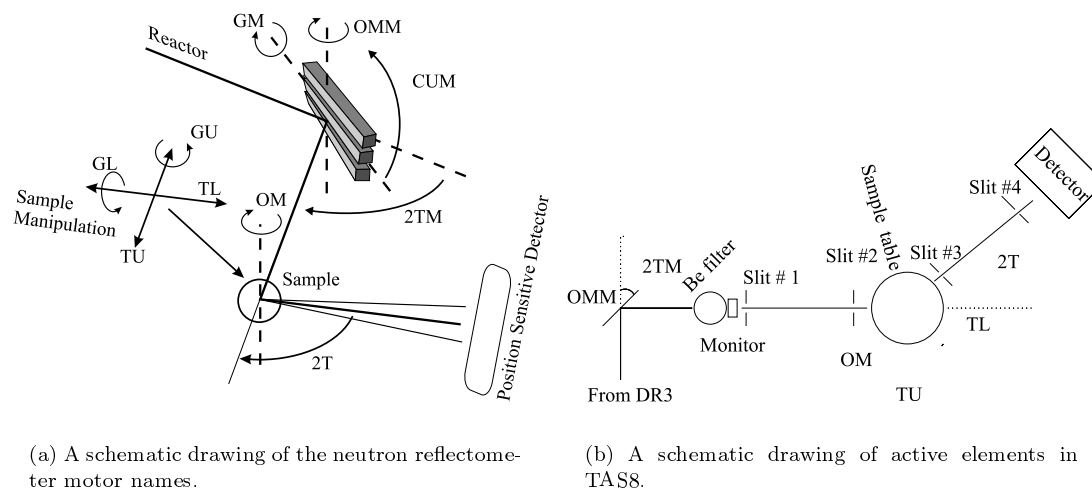 GM
OMM
Reactor
CUM
GU
GL
TL
Sample
Manipulation
TU
OM
2TM
Sample
2T
Position Sensitive Detector
Detector
Slit #4
Sample table
Slit #3
Slit #2
2T
2TM
Be filter
Slit # 1
OMM
TL
Monitor
OM
From DR3
TU
(a) A schematic drawing of the neutron reflectome-
ter motor names.
(b) A schematic drawing of active elements in
TAS8.